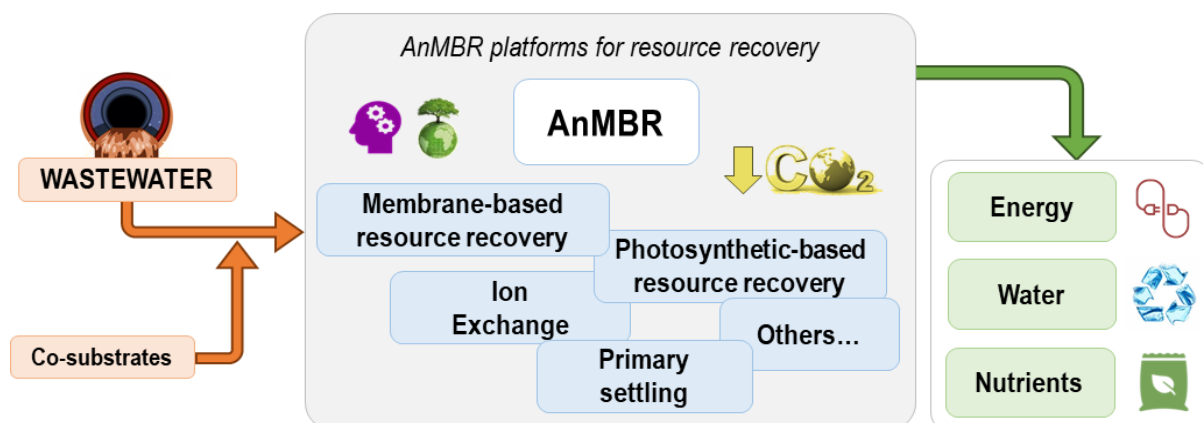 AnMBR platforms for resource recovery
AnMBR
WASTEWATER
CO₂
Membrane-based
resource recovery
Photosynthetic-based
resource recovery
Ion
Exchange
Others…
Primary
settling
Co-substrates
Energy
Water
Nutrients